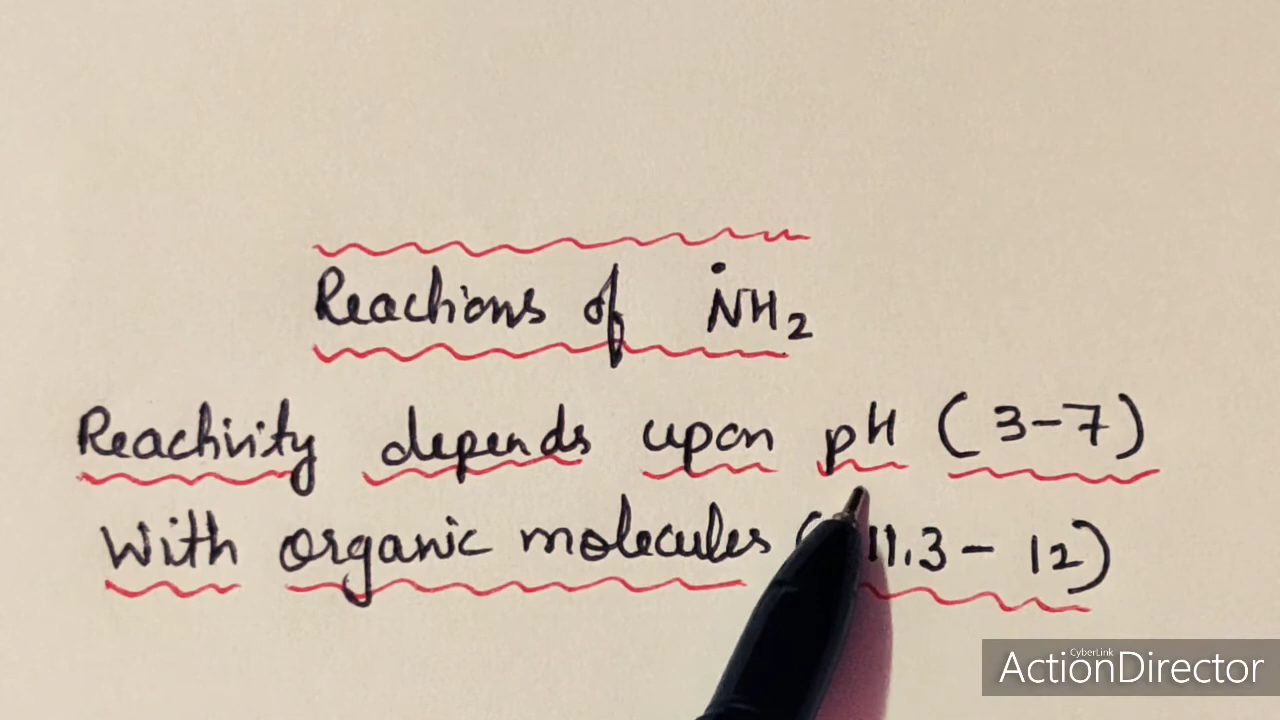 Reactions of ṄH₂
Reactivity depends upon pH (3-7)
With organic molecules (11.3 - 12)
CyberLink
ActionDirector